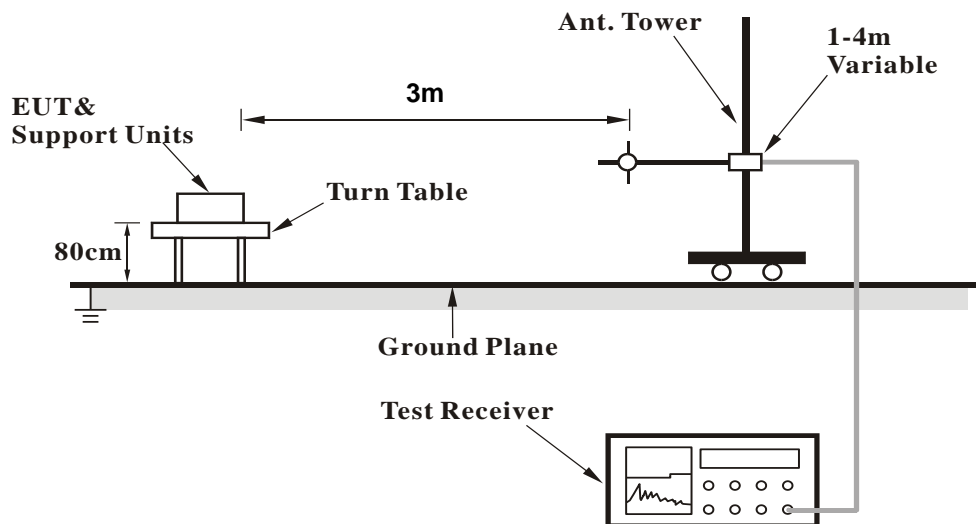 Ant. Tower
1-4m
Variable
3m
EUT&
Support Units
Turn Table
80cm
Ground Plane
Test Receiver